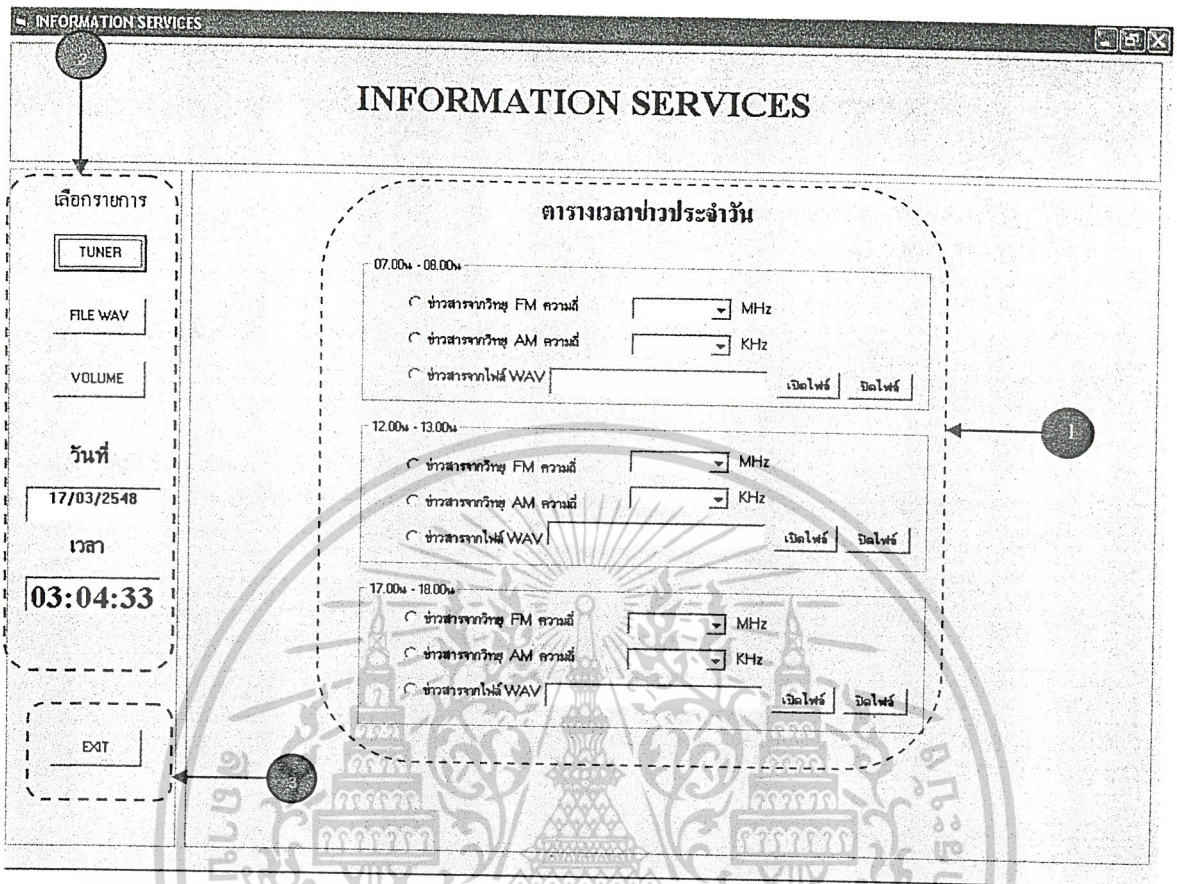 INFORMATION SERVICES
2
INFORMATION SERVICES
เลือกรายการ
TUNER
FILE WAV
VOLUME
วันที่
17/03/2548
เวลา
03:04:33
EXIT
3
ตารางเวลาข่าวประจำวัน
07.00น - 08.00น
ข่าวสารจากวิทยุ FM ความถี่ MHz
ข่าวสารจากวิทยุ AM ความถี่ KHz
ข่าวสารจากไฟล์ WAV เปิดไฟร์ ปิดไฟร์
1
12.00น - 13.00น
ข่าวสารจากวิทยุ FM ความถี่ MHz
ข่าวสารจากวิทยุ AM ความถี่ KHz
ข่าวสารจากไฟล์ WAV เปิดไฟร์ ปิดไฟร์
17.00น - 18.00น
ข่าวสารจากวิทยุ FM ความถี่ MHz
ข่าวสารจากวิทยุ AM ความถี่ KHz
ข่าวสารจากไฟล์ WAV เปิดไฟร์ ปิดไฟร์